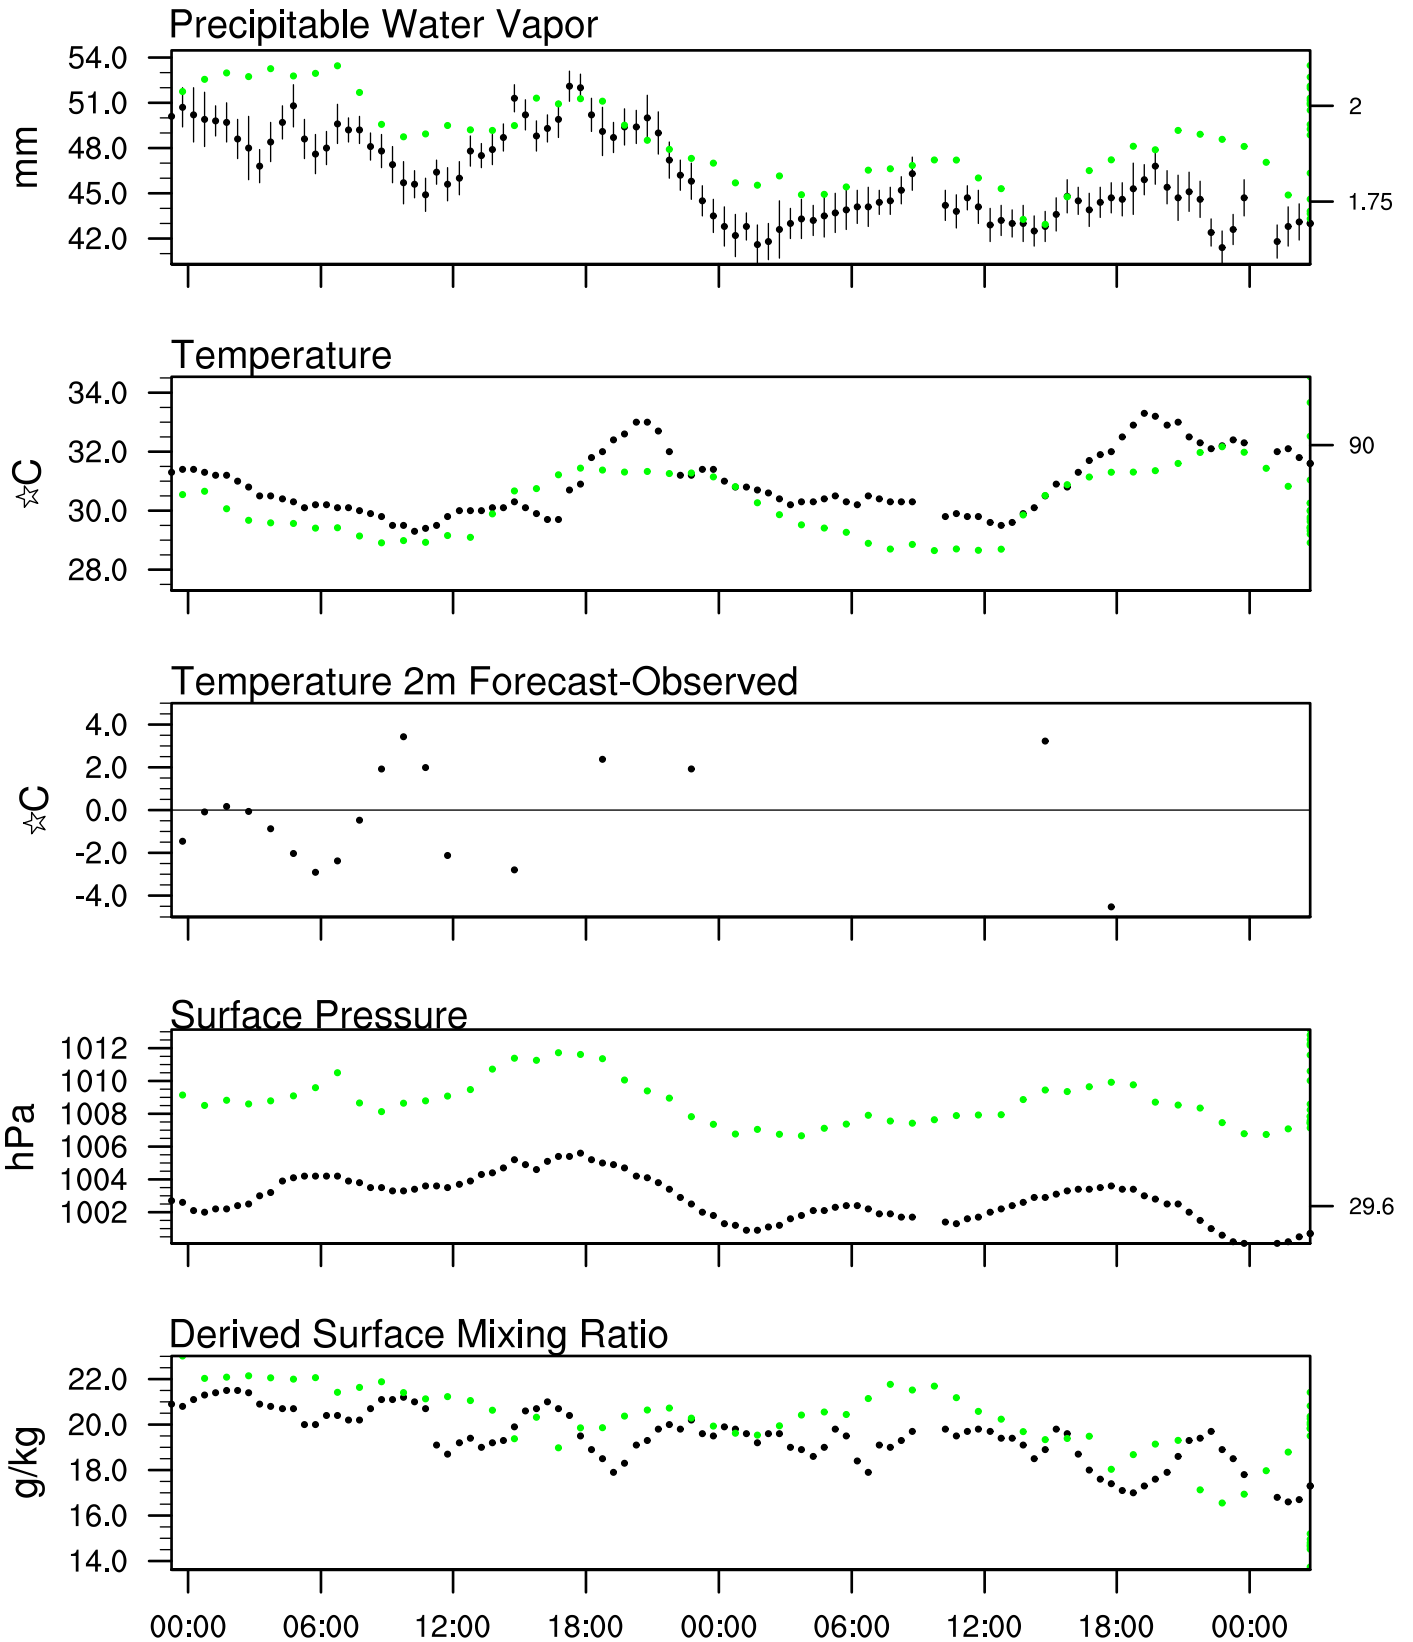 Precipitable Water Vapor
54.0
51.0
48.0
45.0
42.0
mm
2
1.75
Temperature
34.0
32.0
30.0
28.0
☆C
90
Temperature 2m Forecast-Observed
4.0
2.0
0.0
-2.0
-4.0
☆C
Surface Pressure
1012
1010
1008
1006
1004
1002
hPa
29.6
Derived Surface Mixing Ratio
22.0
20.0
18.0
16.0
14.0
g/kg
00:00 06:00 12:00 18:00 00:00 06:00 12:00 18:00 00:00